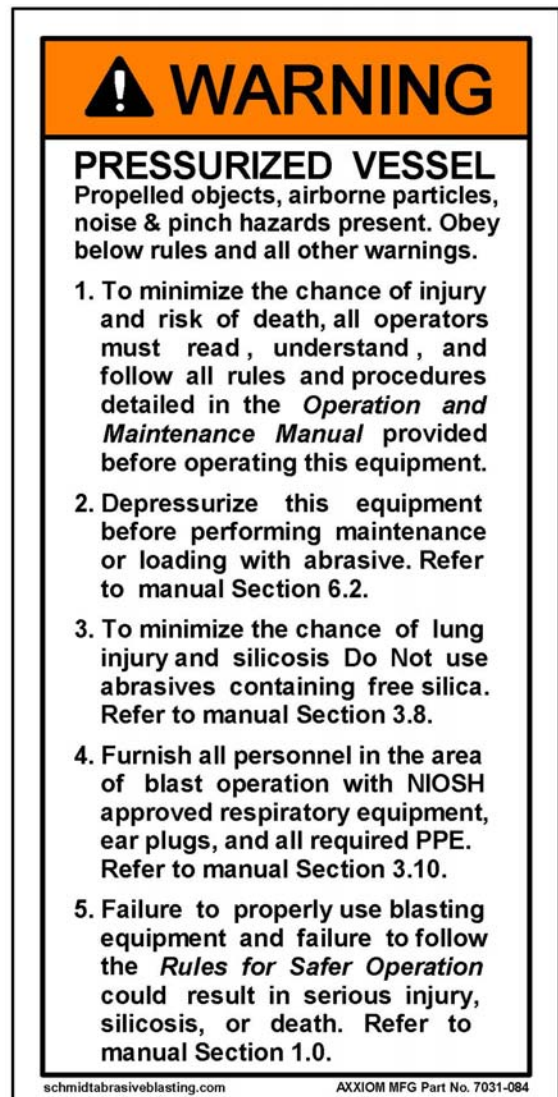 WARNING
PRESSURIZED VESSEL
Propelled objects, airborne particles,
noise & pinch hazards present. Obey
below rules and all other warnings.
1. To minimize the chance of injury
and risk of death, all operators
must read , understand , and
follow all rules and procedures
detailed in the Operation and
Maintenance Manual provided
before operating this equipment.
2. Depressurize this equipment
before performing maintenance
or loading with abrasive. Refer
to manual Section 6.2.
3. To minimize the chance of lung
injury and silicosis Do Not use
abrasives containing free silica.
Refer to manual Section 3.8.
4. Furnish all personnel in the area
of blast operation with NIOSH
approved respiratory equipment,
ear plugs, and all required PPE.
Refer to manual Section 3.10.
5. Failure to properly use blasting
equipment and failure to follow
the Rules for Safer Operation
could result in serious injury,
silicosis, or death. Refer to
manual Section 1.0.
schmidtabrasiveblasting.com AXXIOM MFG Part No. 7031-084